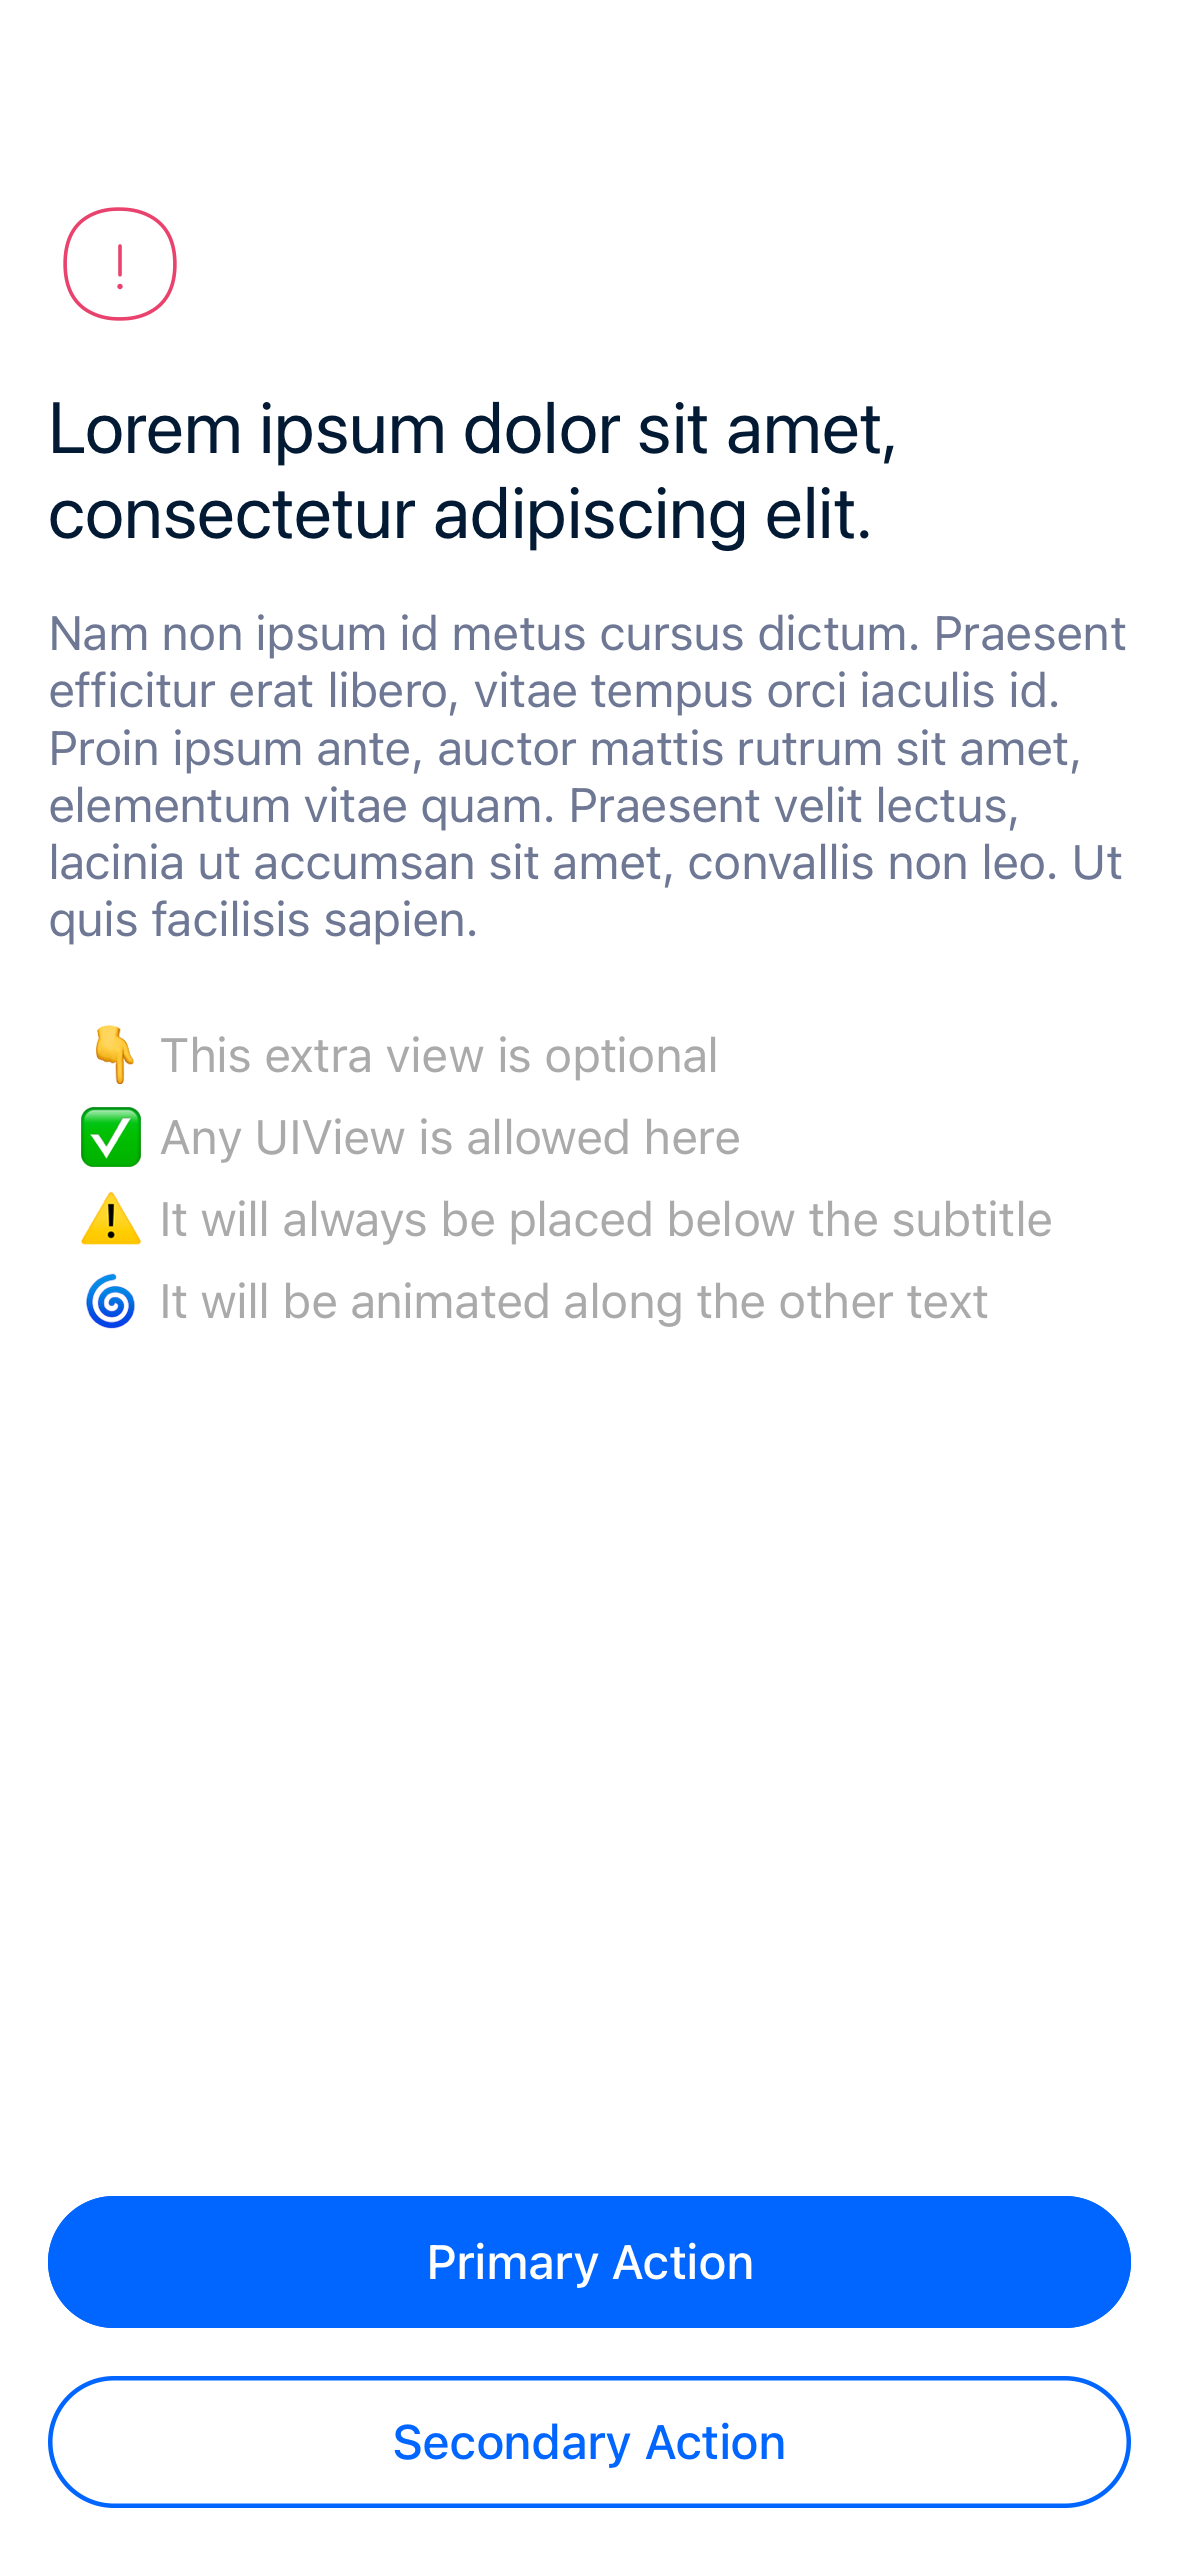 Lorem ipsum dolor sit amet,
consectetur adipiscing elit.
Nam non ipsum id metus cursus dictum. Praesent
efficitur erat libero, vitae tempus orci iaculis id.
Proin ipsum ante, auctor mattis rutrum sit amet,
elementum vitae quam. Praesent velit lectus,
lacinia ut accumsan sit amet, convallis non leo. Ut
quis facilisis sapien.
👇 This extra view is optional
✅ Any UIView is allowed here
⚠️ It will always be placed below the subtitle
🌀 It will be animated along the other text
Primary Action
Secondary Action